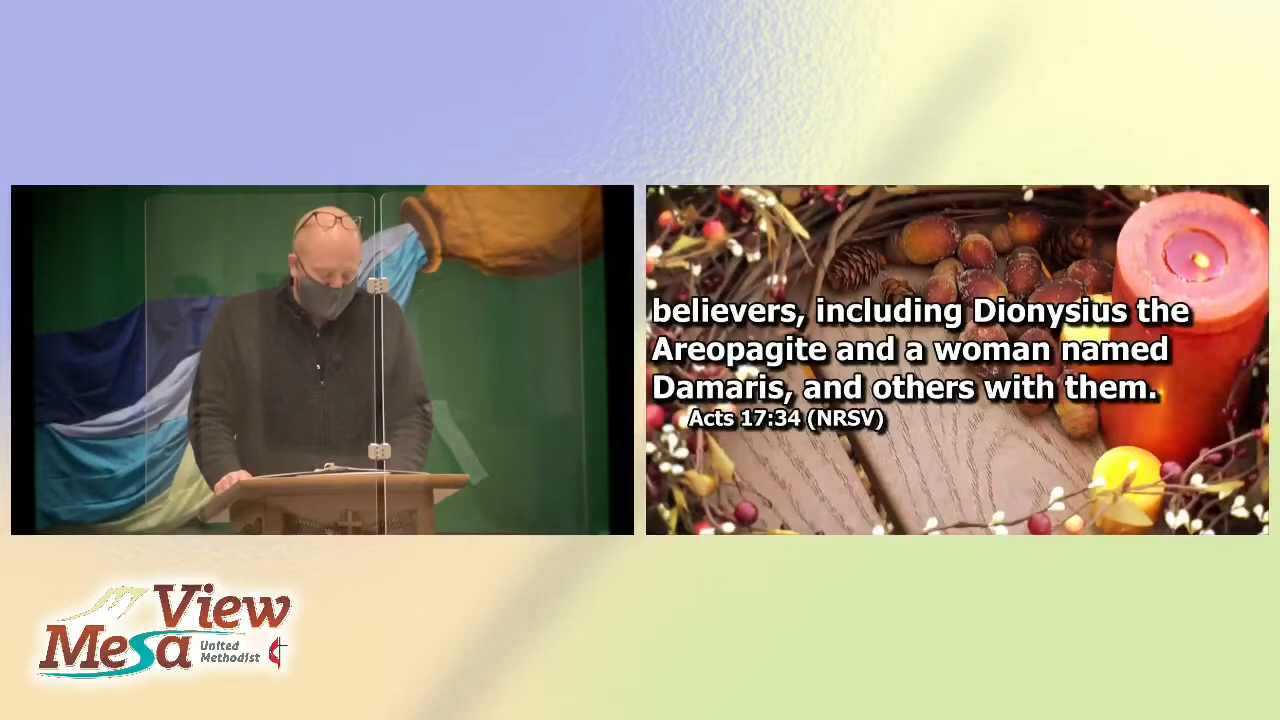 believers, including Dionysius the
Areopagite and a woman named
Damaris, and others with them.
Acts 17:34 (NRSV)
View
Mesa
United
Methodist